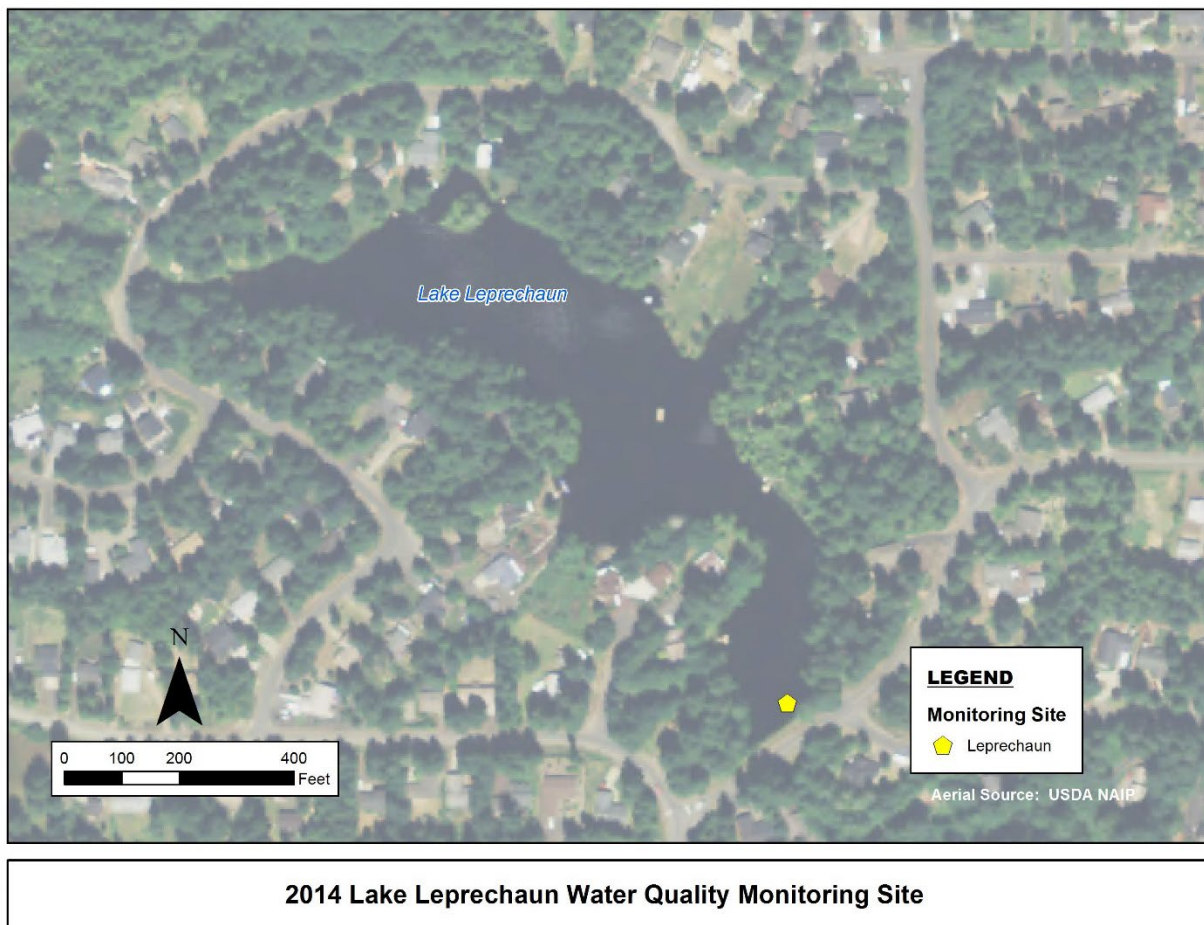 Lake Leprechaun
N
0 100 200 400
Feet
LEGEND
Monitoring Site
Leprechaun
Aerial Source: USDA NAIP
2014 Lake Leprechaun Water Quality Monitoring Site